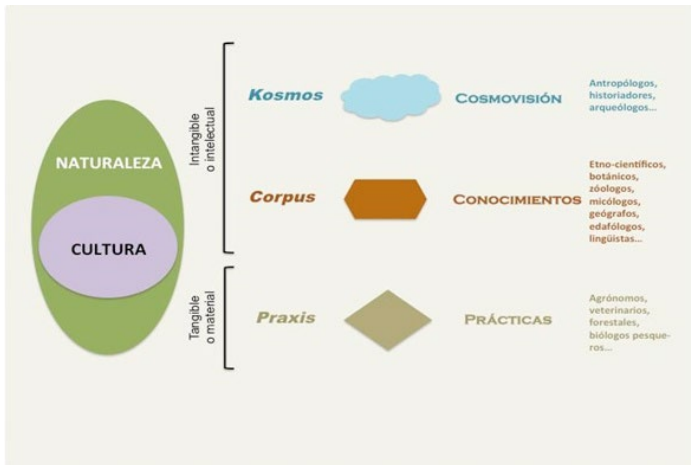 NATURALEZA
CULTURA
Intangible
o intelectual
Kosmos
COSMOVISIÓN
Antropólogos,
historiadores,
arqueólogos...
Corpus
CONOCIMIENTOS
Etno-científicos,
botánicos,
zóologos,
micólogos,
geógrafos,
edafólogos,
lingüistas...
Tangible
o material
Praxis
PRÁCTICAS
Agrónomos,
veterinarios,
forestales,
biólogos pesque-
ros...